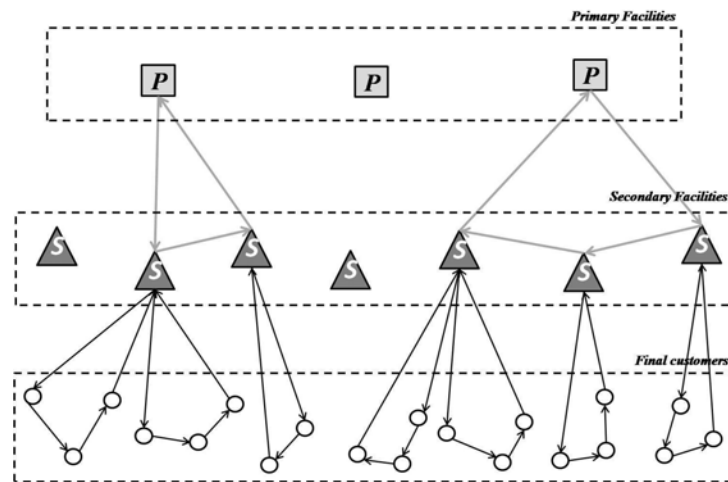 Primary Facilities
P P P
Secondary Facilities
S S S S S S S
Final customers